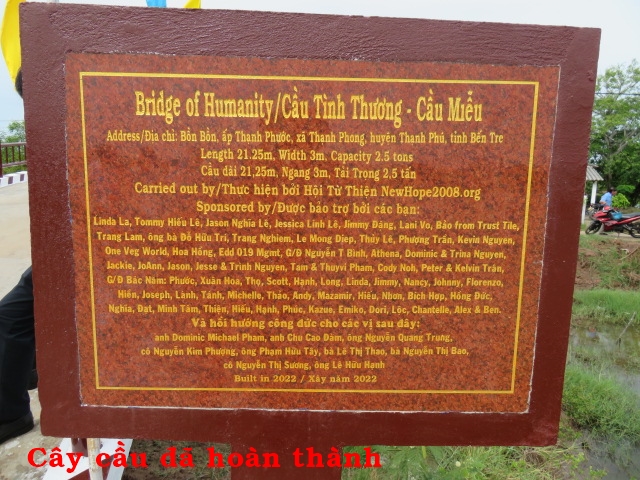 Bridge of Humanity/Cầu Tình Thương - Cầu Miễu
Address/Địa chỉ: Bồn Bồn, ấp Thạnh Phước, xã Thạnh Phong, huyện Thạnh Phú, tỉnh Bến Tre
Length 21.25m, Width 3m, Capacity 2.5 tons
Cầu dài 21,25m, Ngang 3m, Tải Trọng 2.5 tấn
Carried out by/Thực hiện bởi Hội Từ Thiện NewHope2008.org
Sponsored by/Được bảo trợ bởi các bạn:
Linda La, Tommy Hiếu Lê, Jason Nghĩa Lê, Jessica Linh Lê, Jimmy Đặng, Lani Vo, Bảo from Trust Tile,
Trang Lam, ông bà Đỗ Hữu Trí, Trang Nghiem, Le Mong Diep, Thủy Lê, Phượng Trần, Kevin Nguyen,
One Veg World, Hoa Hồng, Edd 019 Mgmt, G/Đ Nguyễn T Bình, Athena, Dominic & Trina Nguyen,
Jackie, JoAnn, Jason, Jesse & Trinh Nguyen, Tam & Thuyvi Pham, Cody Noh, Peter & Kelvin Trần,
G/Đ Bác Năm: Phước, Xuân Hoa, Thọ, Scott, Hạnh, Long, Linda, Jimmy, Nancy, Johnny, Florenzo,
Hiền, Joseph, Lành, Tánh, Michelle, Thảo, Andy, Mazamir, Hiếu, Nhơn, Bích Hợp, Hồng Đức,
Nghĩa, Đạt, Minh Tâm, Thiện, Hiếu, Hạnh, Phúc, Kazue, Emiko, Dori, Lộc, Chantelle, Alex & Ben.
Và hồi hướng công đức cho các vị sau đây:
anh Dominic Michael Pham, anh Chu Cao Đàm, ông Nguyễn Quang Trung,
cô Nguyễn Kim Phượng, ông Phạm Hữu Tây, bà Lê Thị Thao, bà Nguyễn Thị Bao,
cô Nguyễn Thị Sương, ông Lê Hữu Hạnh
Built in 2022 / Xây năm 2022
Cây cầu đã hoàn thành